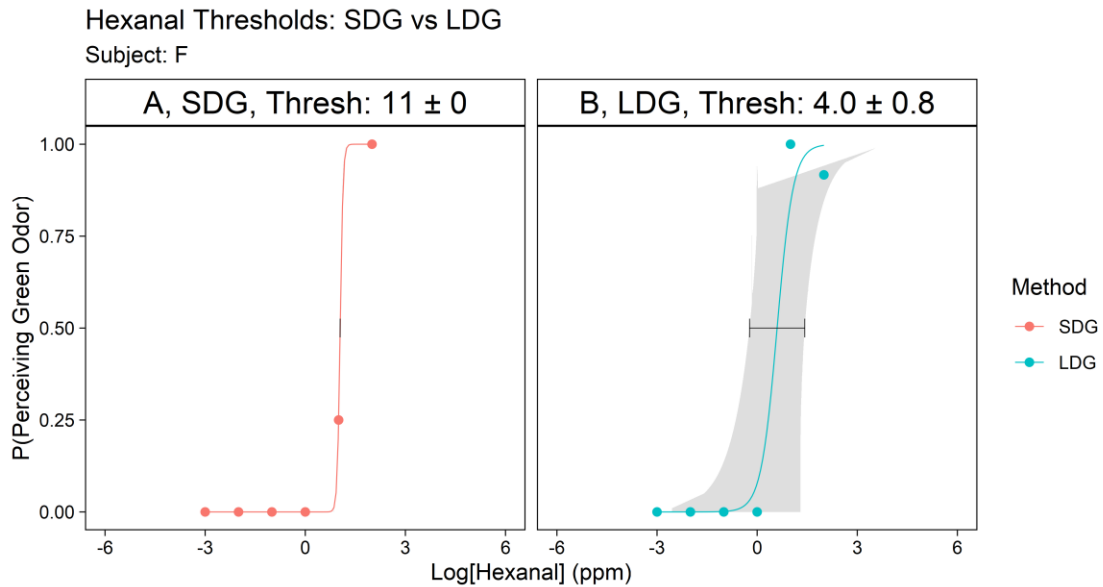 Hexanal Thresholds: SDG vs LDG
Subject: F
A, SDG, Thresh: 11 ± 0
B, LDG, Thresh: 4.0 ± 0.8
P(Perceiving Green Odor)
1.00
0.75
0.50
0.25
0.00
-6 -3 0 3 6
-6 -3 0 3 6
Log[Hexanal] (ppm)
Method
SDG
LDG